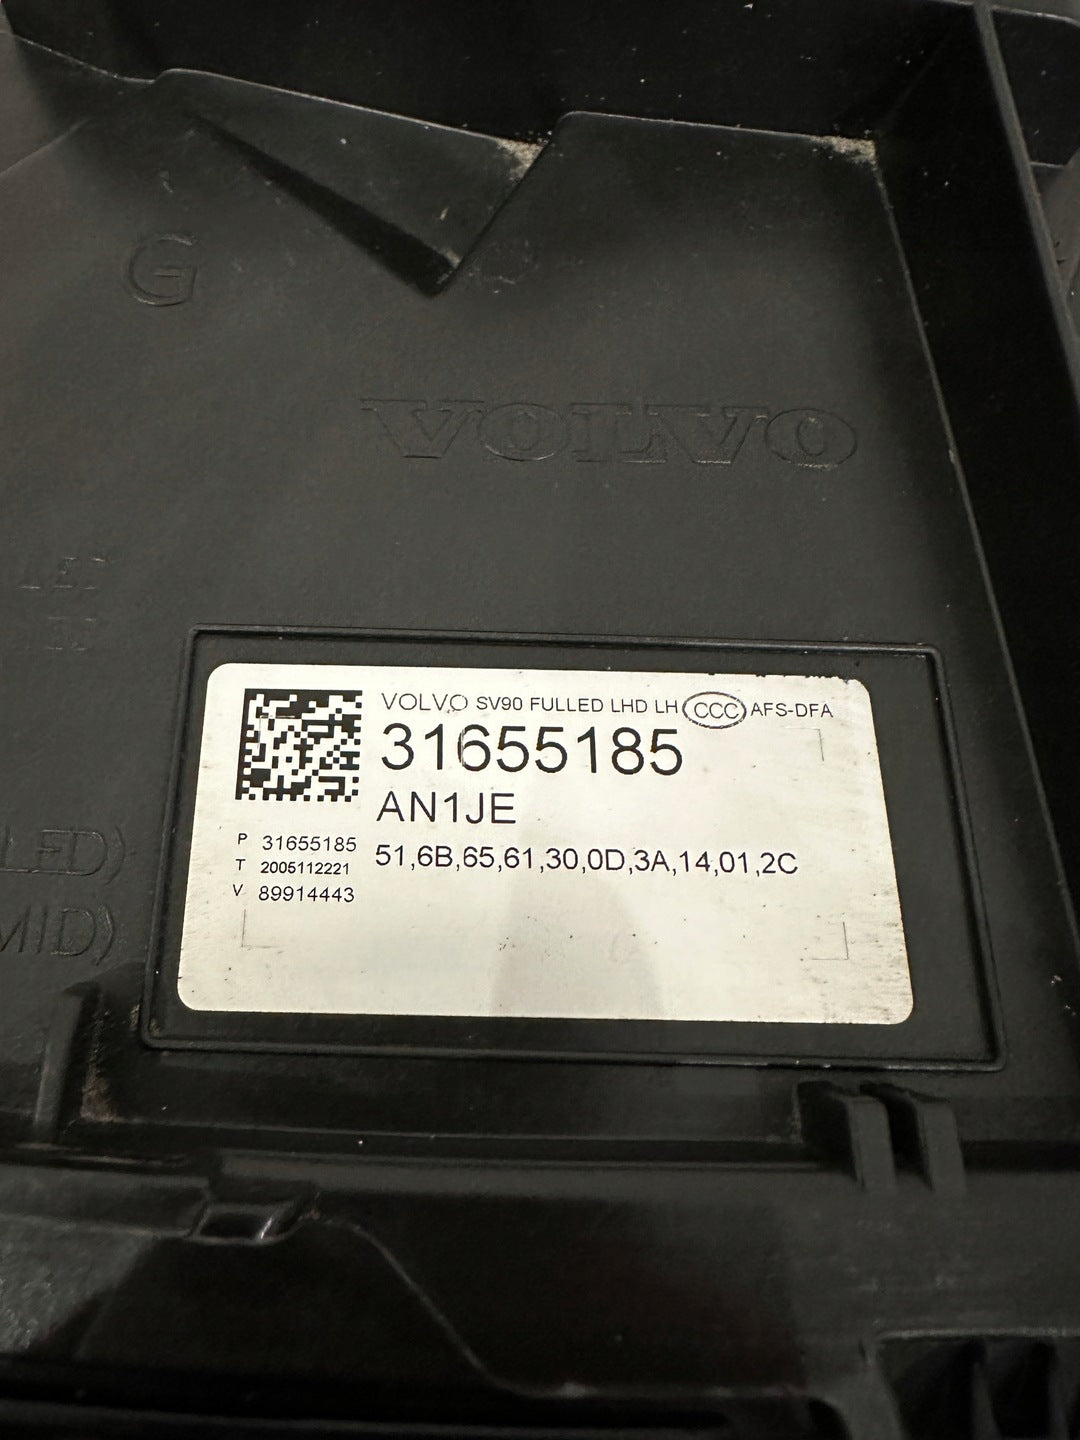 G
VOLVO
LED
VOLVO SV90 FULLED LHD LH CCC AFS-DFA
31655185
AN1JE
P 31655185
T 2005112221
V 89914443
51,6B,65,61,30,0D,3A,14,01,2C
LED)
MID)